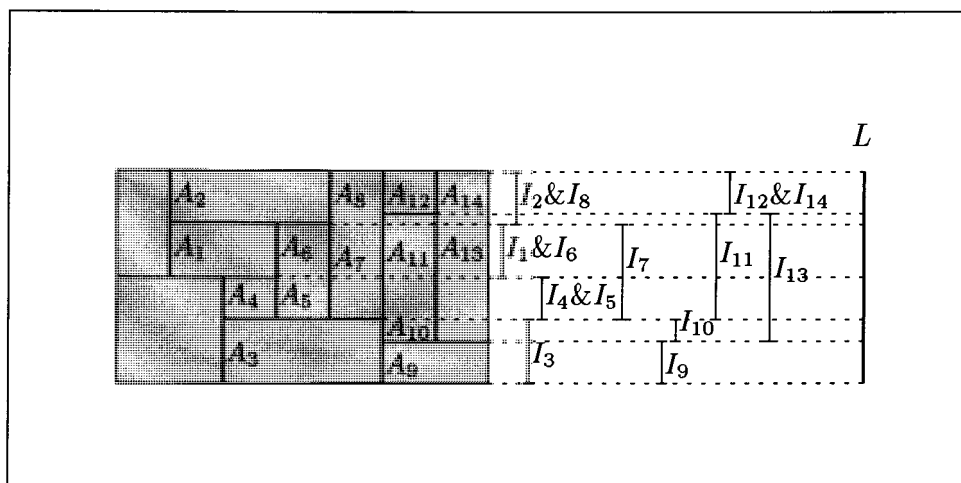 L
A₂ A₈ A₁₂ A₁₄ I₂&I₈ I₁₂&I₁₄
A₁ A₆ A₇ A₁₁ A₁₃ I₁&I₆ I₇ I₁₁ I₁₃
A₄ A₅ I₄&I₅
A₁₀ I₁₀
A₃ A₉ I₃ I₉